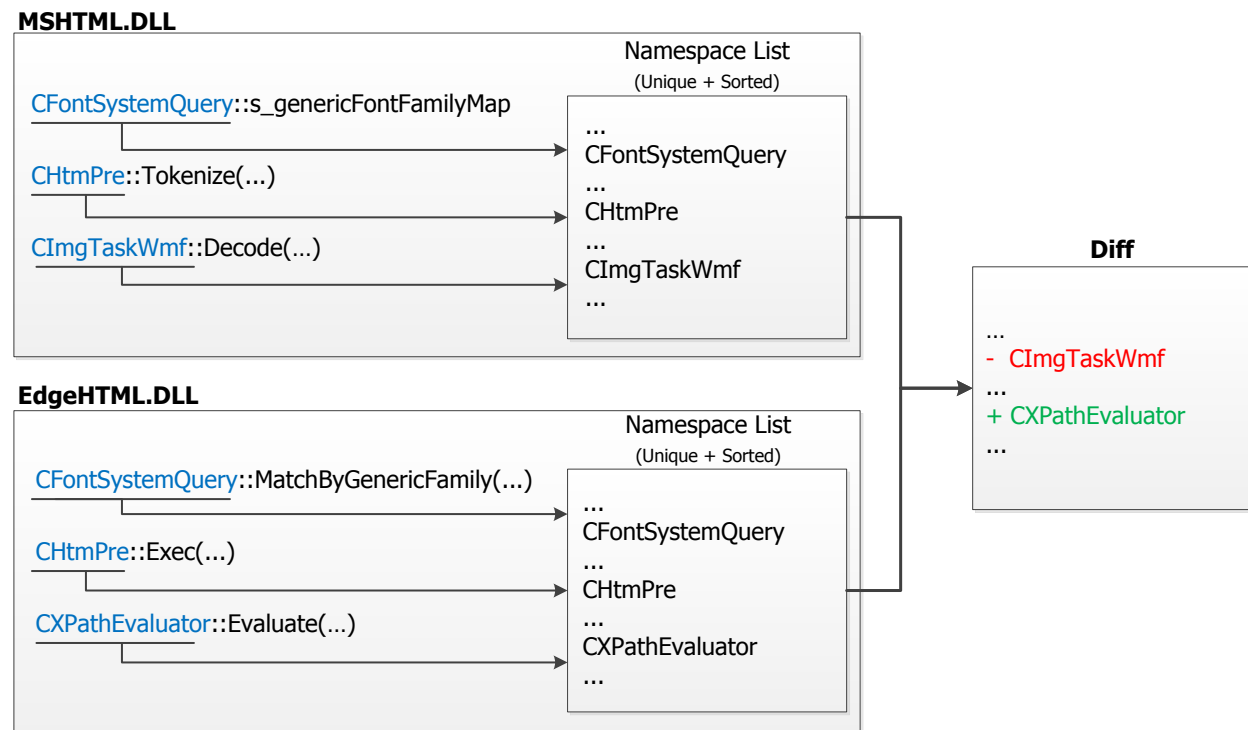 MSHTML.DLL
Namespace List
(Unique + Sorted)
CFontSystemQuery::s_genericFontFamilyMap
CHtmPre::Tokenize(...)
CImgTaskWmf::Decode(...)
...
CFontSystemQuery
...
CHtmPre
...
CImgTaskWmf
...
EdgeHTML.DLL
Namespace List
(Unique + Sorted)
CFontSystemQuery::MatchByGenericFamily(...)
CHtmPre::Exec(...)
CXPathEvaluator::Evaluate(...)
...
CFontSystemQuery
...
CHtmPre
...
CXPathEvaluator
...
Diff
...
- CImgTaskWmf
...
+ CXPathEvaluator
...